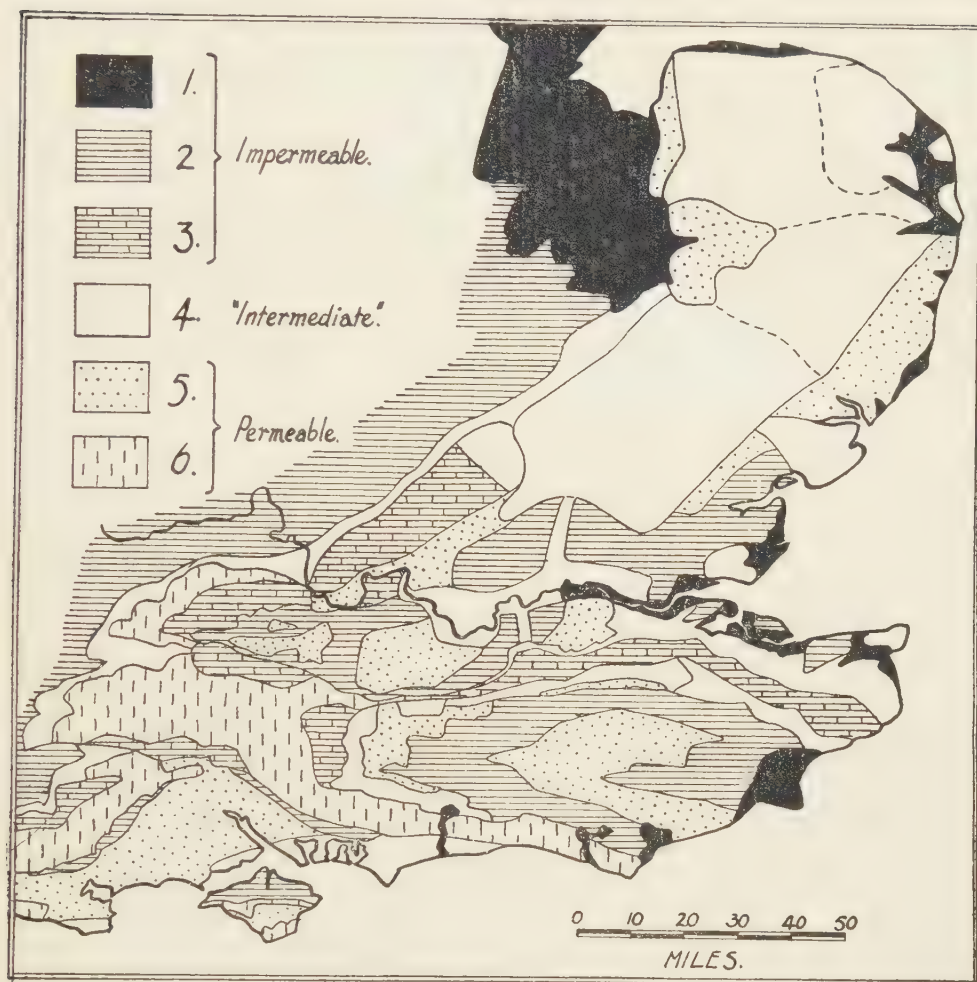 1.
2
3.
Impermeable.
4. "Intermediate".
5.
6.
Permeable.
0 10 20 30 40 50
MILES.